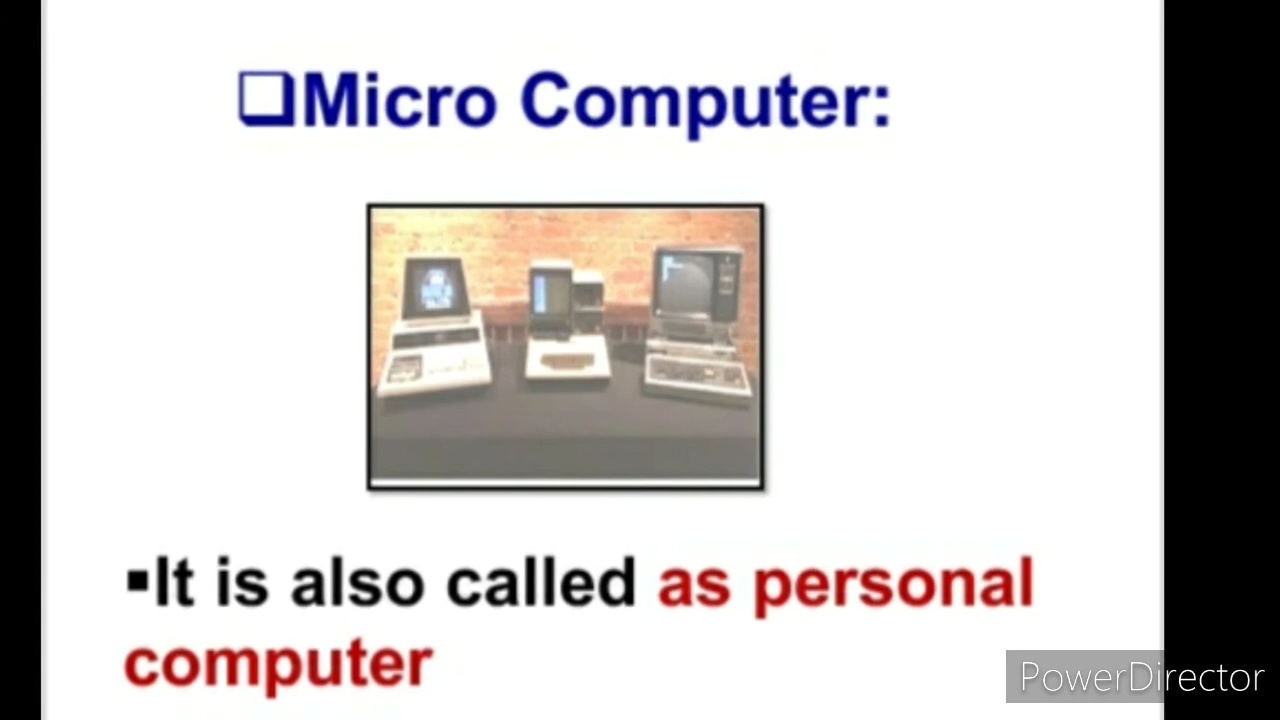 ❑Micro Computer:
▪It is also called as personal
computer
PowerDirector